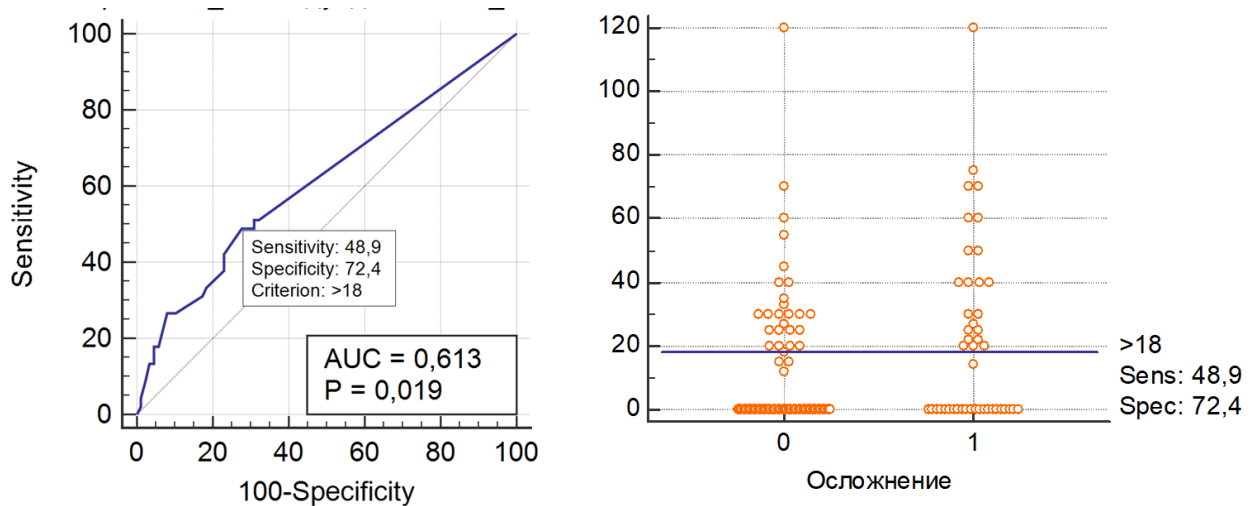 100
80
60
40
20
0
Sensitivity
Sensitivity: 48,9
Specificity: 72,4
Criterion: >18
AUC = 0,613
P = 0,019
0
20
40
60
80
100
100-Specificity
120
100
80
60
40
20
0
>18
Sens: 48,9
Spec: 72,4
0
1
Осложнение